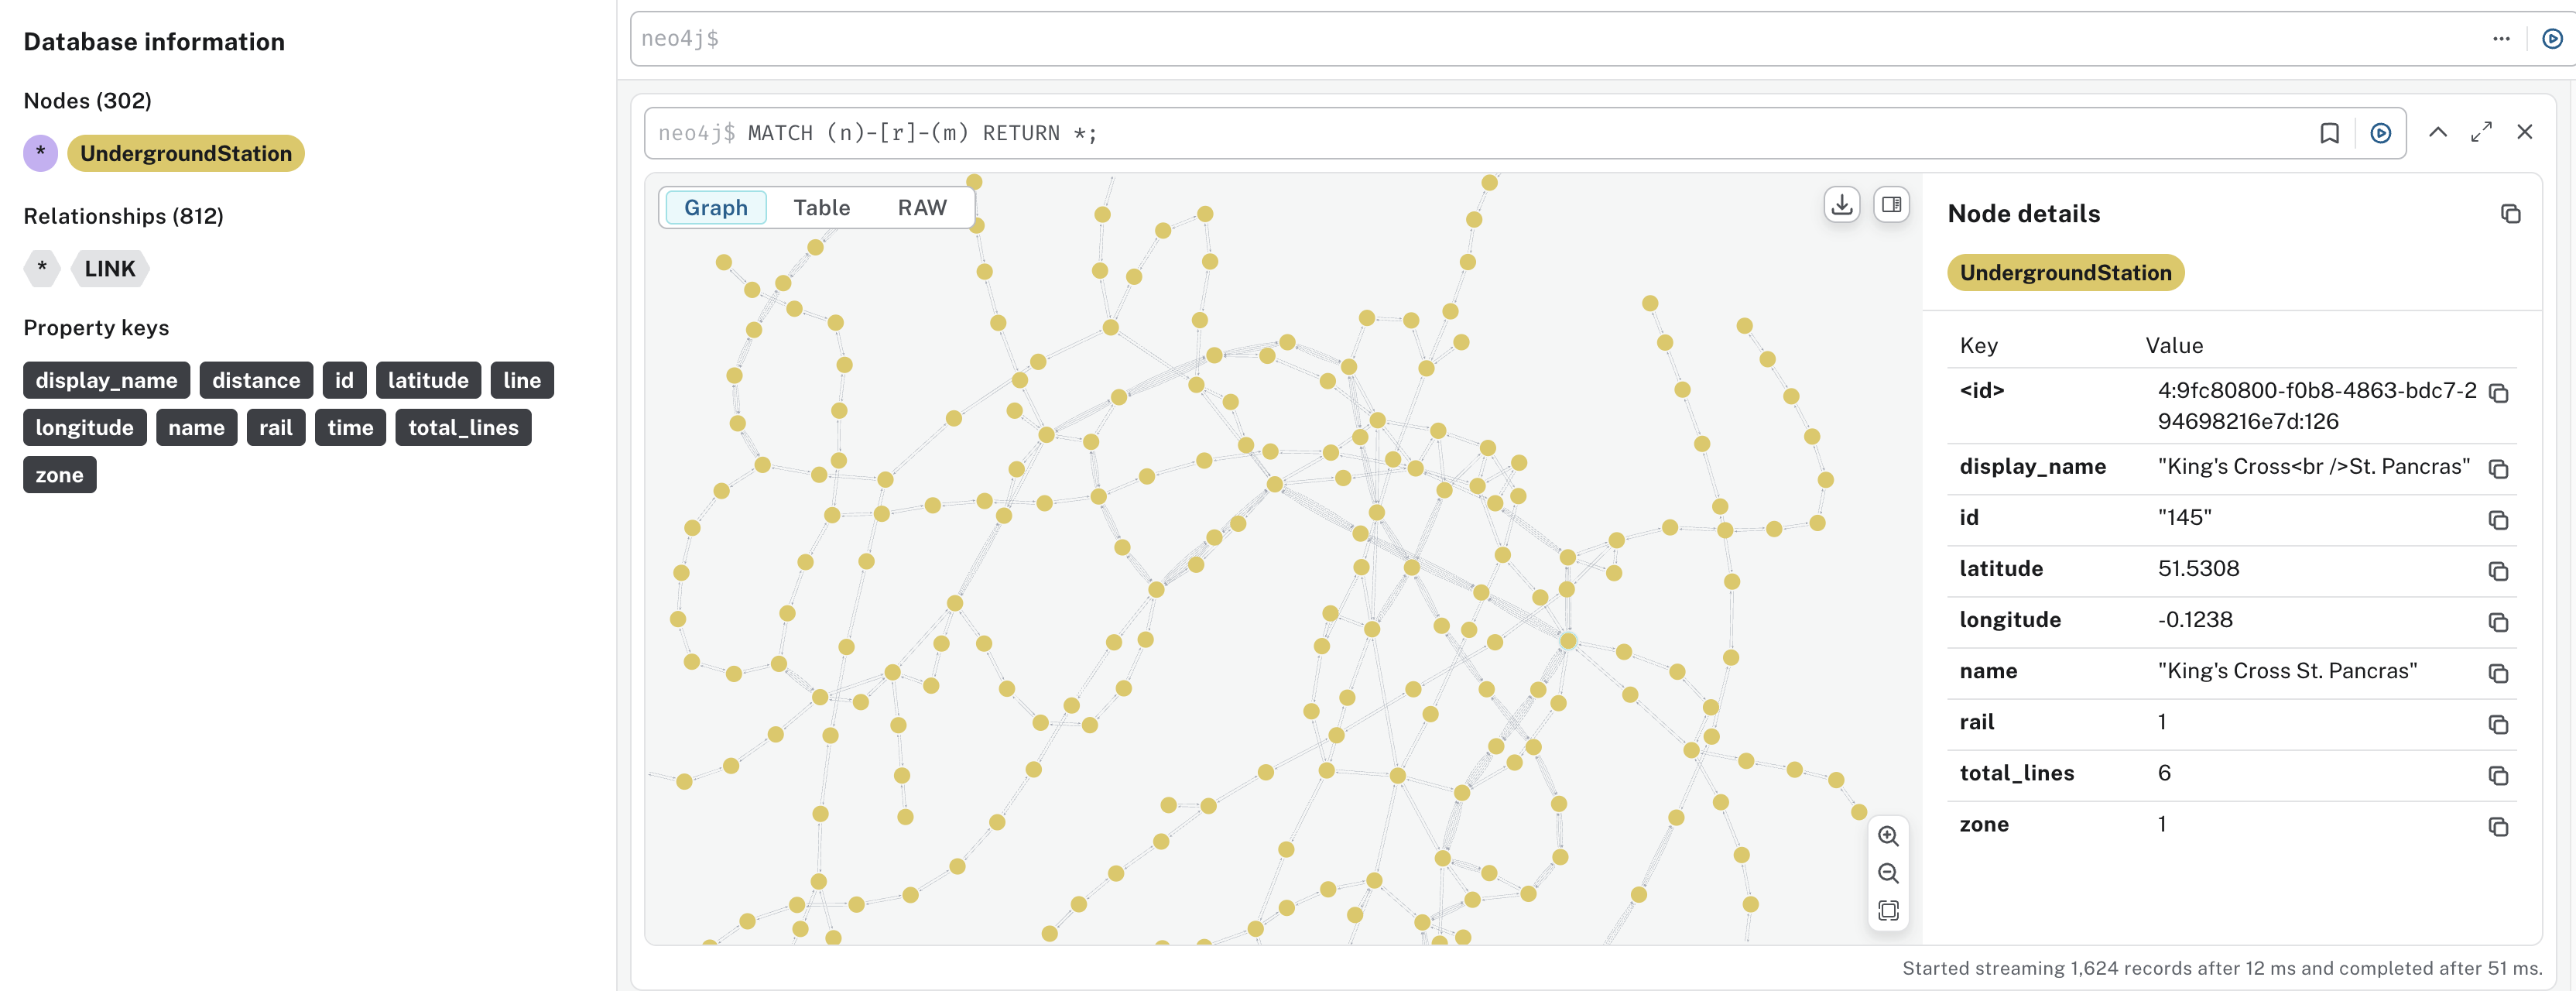 Database information
Nodes (302)
* UndergroundStation
Relationships (812)
* LINK
Property keys
display_name distance id latitude line
longitude name rail time total_lines
zone
neo4j$
neo4j$ MATCH (n)-[r]-(m) RETURN *;
Graph Table RAW
Node details
UndergroundStation
Key Value
<id> 4:9fc80800-f0b8-4863-bdc7-2
94698216e7d:126
display_name "King's Cross<br />St. Pancras"
id "145"
latitude 51.5308
longitude -0.1238
name "King's Cross St. Pancras"
rail 1
total_lines 6
zone 1
Started streaming 1,624 records after 12 ms and completed after 51 ms.